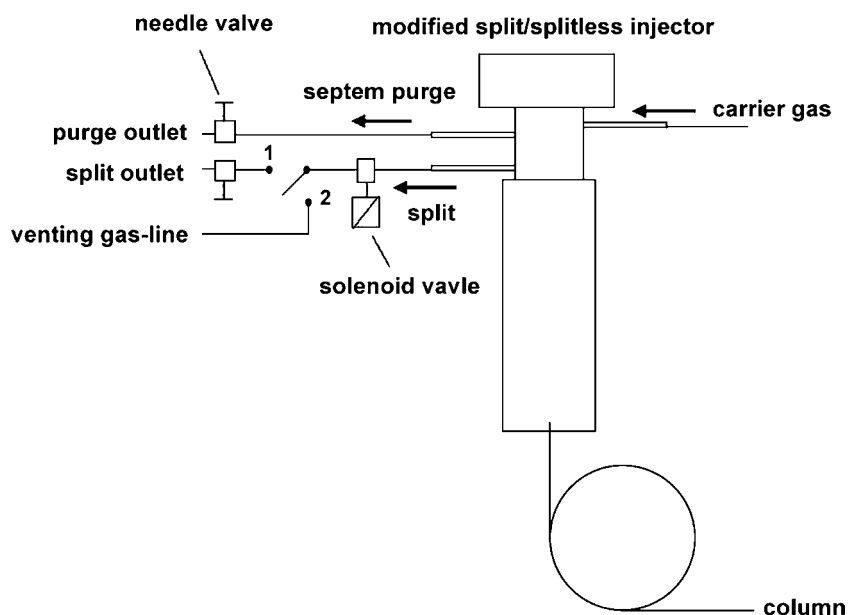 needle valve
modified split/splitless injector
septem purge
carrier gas
purge outlet
1
split outlet
2
split
venting gas-line
solenoid vavle
column